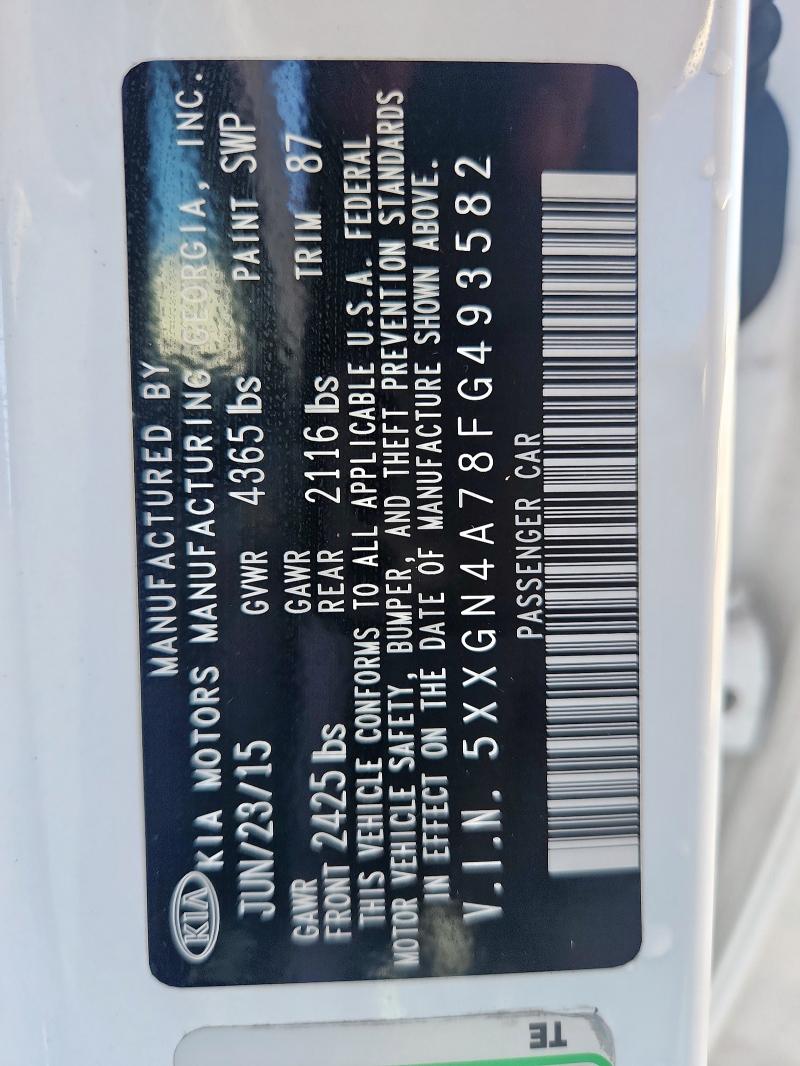 MANUFACTURED BY
KIA KIA MOTORS MANUFACTURING GEORGIA, INC.
JUN/23/15 GVWR 4365 lbs PAINT SWP
GAWR GAWR
FRONT 2425 lbs REAR 2116 lbs TRIM 87
THIS VEHICLE CONFORMS TO ALL APPLICABLE U.S.A. FEDERAL
MOTOR VEHICLE SAFETY, BUMPER, AND THEFT PREVENTION STANDARDS
IN EFFECT ON THE DATE OF MANUFACTURE SHOWN ABOVE.
V.I.N. 5XXGN4A78FG493582
PASSENGER CAR
TE